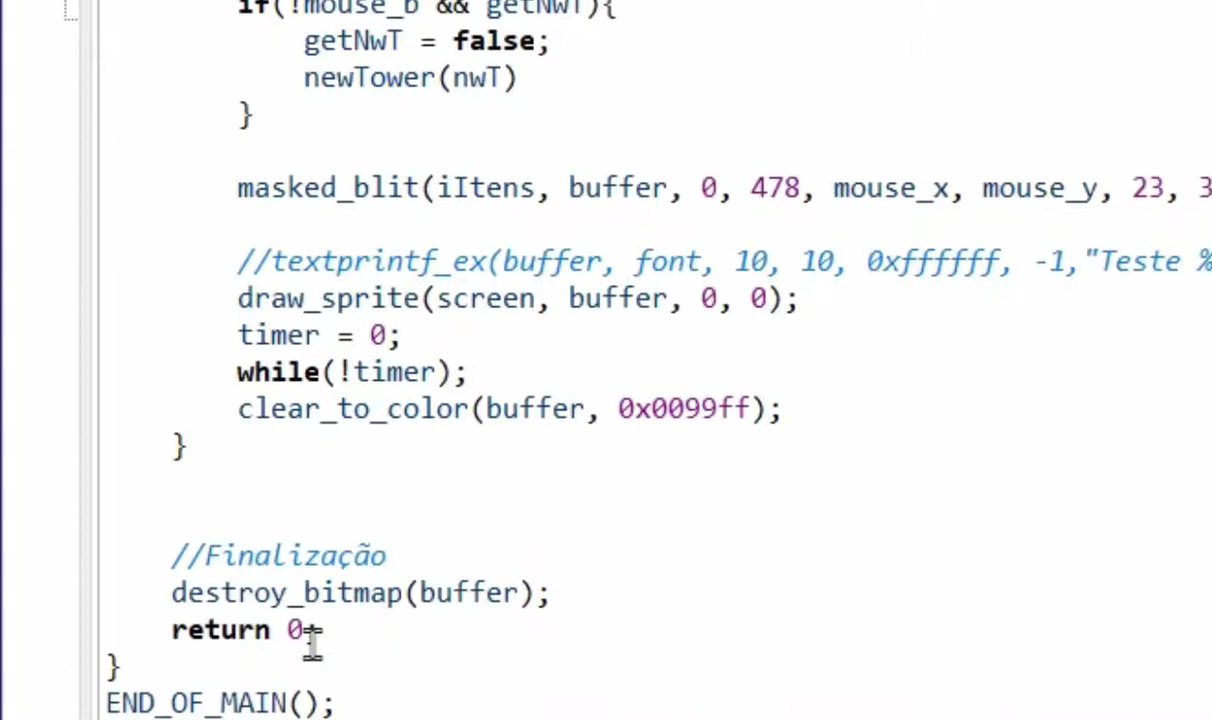 if(!mouse_b && getNwT){
getNwT = false;
newTower(nwT)
}
masked_blit(iItens, buffer, 0, 478, mouse_x, mouse_y, 23, 3
//textprintf_ex(buffer, font, 10, 10, 0xffffff, -1,"Teste %
draw_sprite(screen, buffer, 0, 0);
timer = 0;
while(!timer);
clear_to_color(buffer, 0x0099ff);
}
//Finalização
destroy_bitmap(buffer);
return 0;
}
END_OF_MAIN();